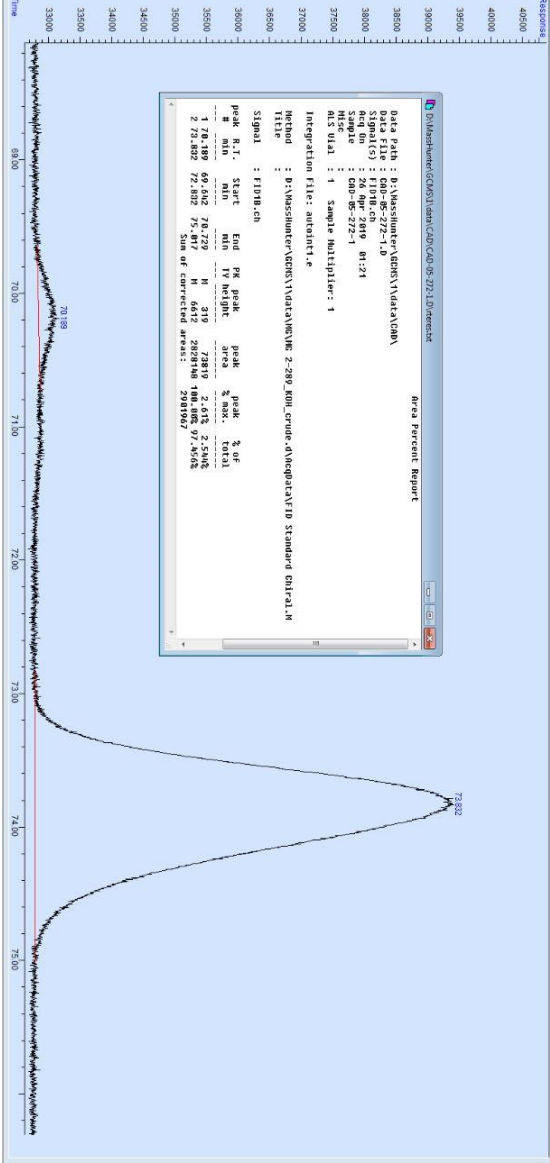 Response
40500
40000
39500
39000
38500
38000
37500
37000
36500
36000
35500
35000
34500
34000
33500
33000
Time
69.00
70.00
71.00
72.00
73.00
74.00
75.00
70.189
73.832
D:\MassHunter\GCMS\1\data\CAD\CAD-05-272-1.D\rteres.txt
Area Percent Report
Data Path : D:\MassHunter\GCMS\1\data\CAD\
Data File : CAD-05-272-1.D
Signal(s) : FID1B.ch
Acq On : 26 Apr 2019 01:21
Sample : CAD-05-272-1
Misc :
ALS Vial : 1 Sample Multiplier: 1
Integration File: autoint1.e
Method : D:\MassHunter\GCMS\1\data\MG\MG 2-289_KOH_crude.d\AcqData\FID Standard Chiral.M
Title :
Signal : FID1B.ch
peak R.T. Start End PK peak peak peak % of
# min min min TY height area % max. total
--- ----- ----- ----- ----- ----- ----- ----- -----
1 70.189 69.642 70.729 M 319 73819 2.61% 2.544%
2 73.832 72.832 75.017 M 6612 2828148 100.00% 97.456%
Sum of corrected areas: 2901967